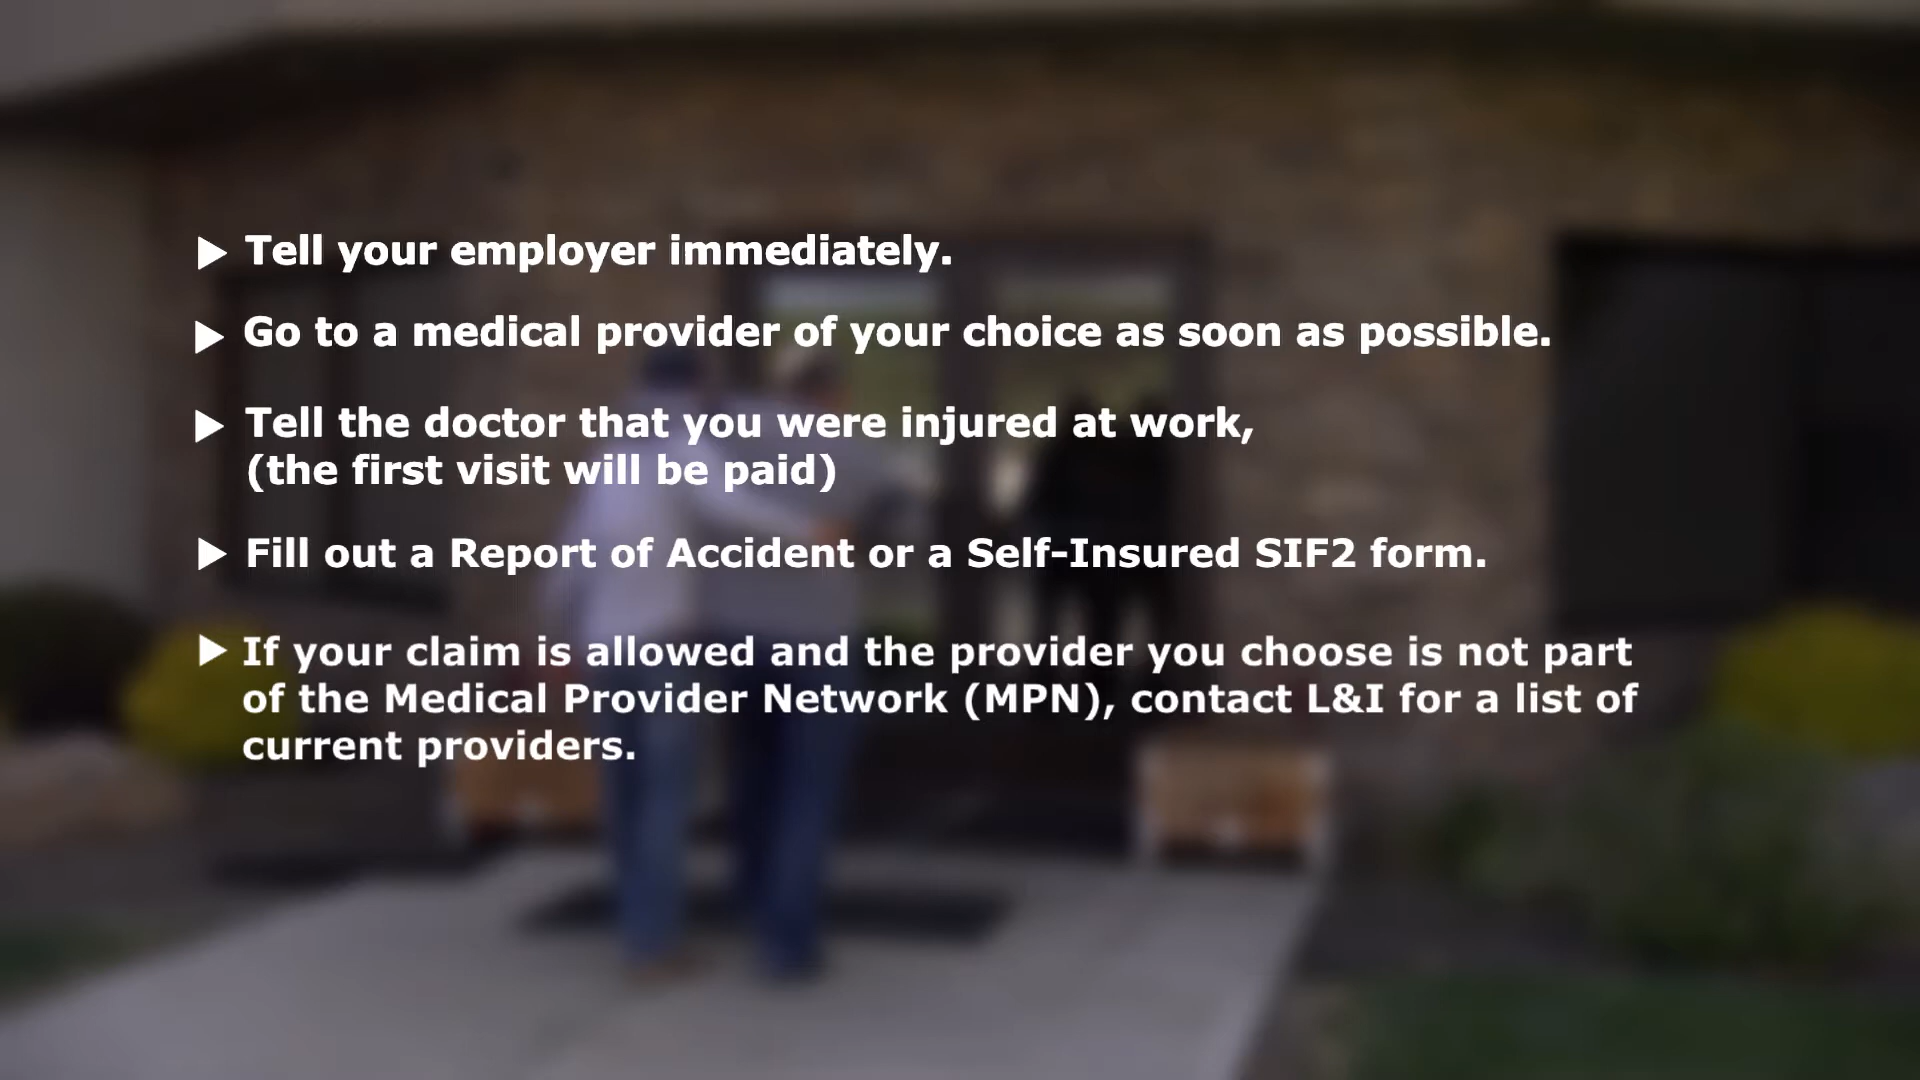 Tell your employer immediately.
Go to a medical provider of your choice as soon as possible.
Tell the doctor that you were injured at work,
(the first visit will be paid)
Fill out a Report of Accident or a Self-Insured SIF2 form.
If your claim is allowed and the provider you choose is not part
of the Medical Provider Network (MPN), contact L&I for a list of
current providers.